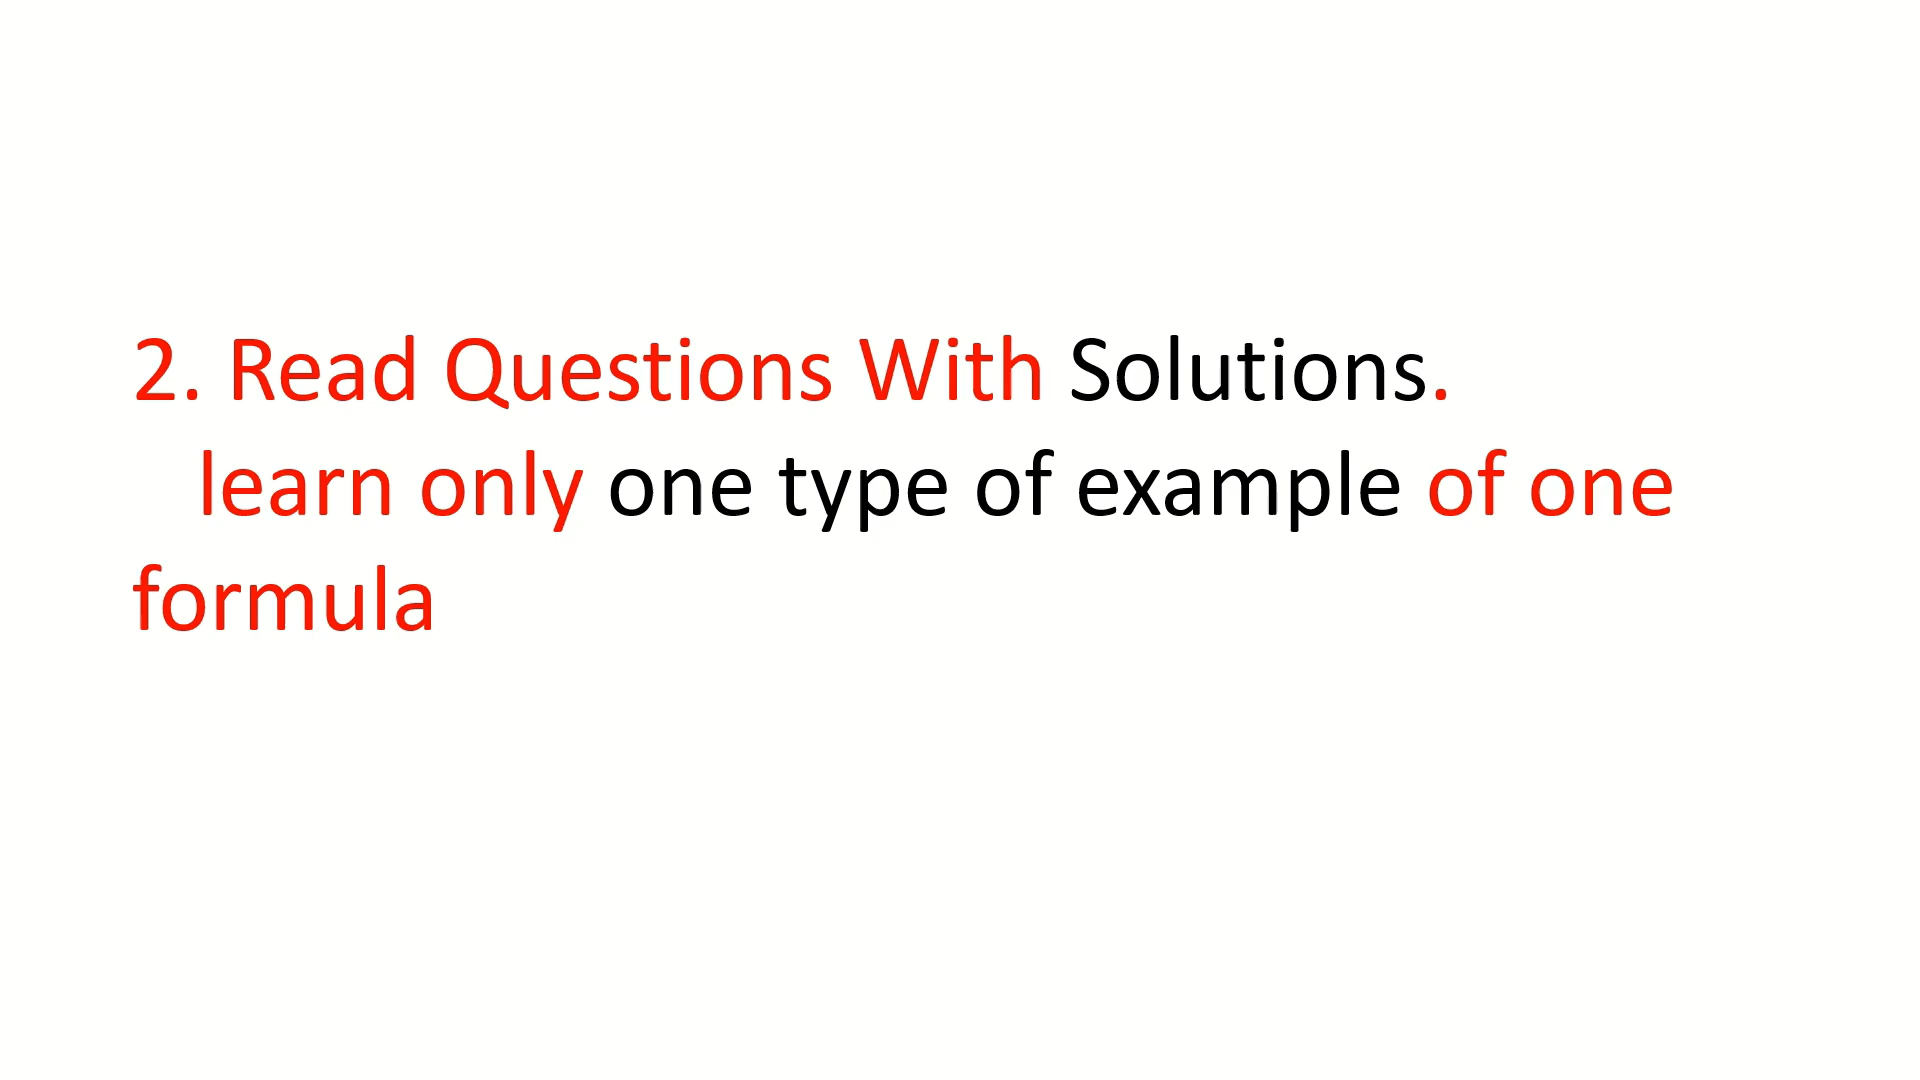 2. Read Questions With Solutions.
learn only one type of example of one
formula